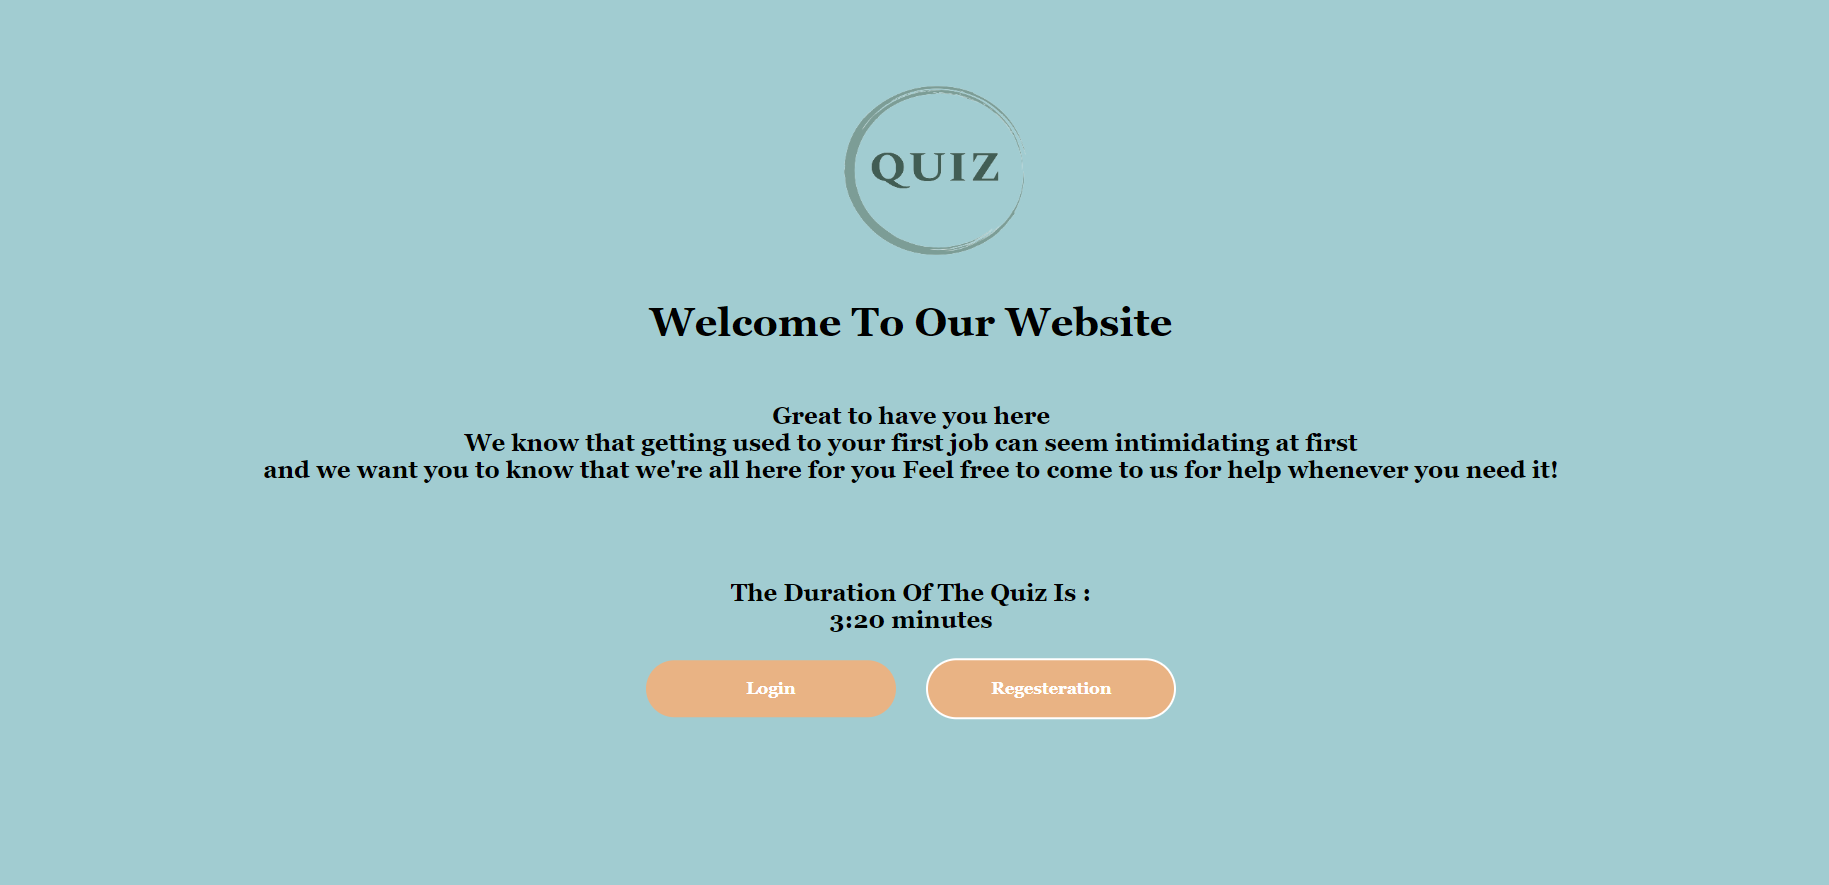 QUIZ
Welcome To Our Website
Great to have you here
We know that getting used to your first job can seem intimidating at first
and we want you to know that we're all here for you Feel free to come to us for help whenever you need it!
The Duration Of The Quiz Is :
3:20 minutes
Login
Regesteration